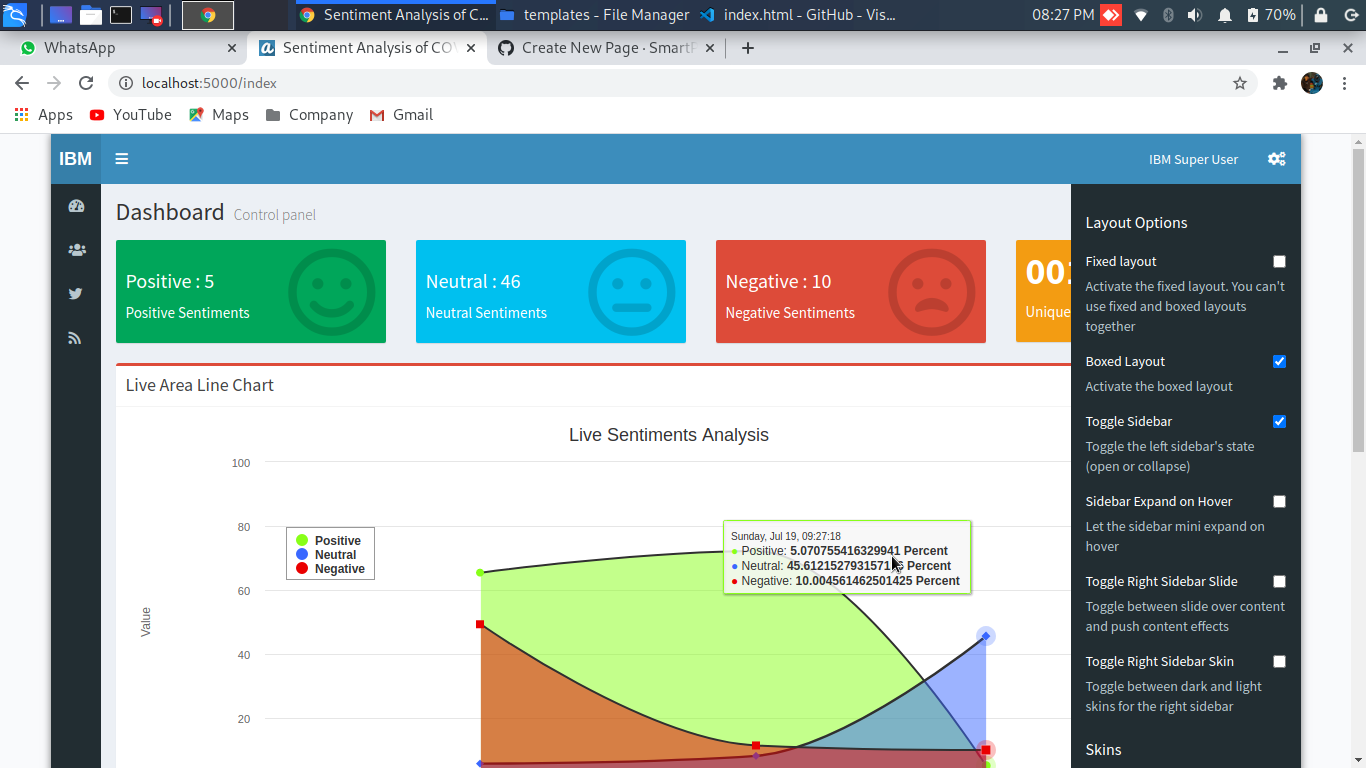 Sentiment Analysis of C...
templates - File Manager
index.html - GitHub - Vis...
08:27 PM
70%
WhatsApp
Sentiment Analysis of CO
Create New Page · Smart
localhost:5000/index
Apps
YouTube
Maps
Company
Gmail
IBM
IBM Super User
Dashboard Control panel
Positive : 5
Positive Sentiments
Neutral : 46
Neutral Sentiments
Negative : 10
Negative Sentiments
00
Unique
Live Area Line Chart
Live Sentiments Analysis
100
80
60
40
20
Value
Positive
Neutral
Negative
Sunday, Jul 19, 09:27:18
Positive: 5.070755416329941 Percent
Neutral: Percent
Negative: 10.004561462501425 Percent
Layout Options
Fixed layout
Activate the fixed layout. You can't
use fixed and boxed layouts
together
Boxed Layout
Activate the boxed layout
Toggle Sidebar
Toggle the left sidebar's state
(open or collapse)
Sidebar Expand on Hover
Let the sidebar mini expand on
hover
Toggle Right Sidebar Slide
Toggle between slide over content
and push content effects
Toggle Right Sidebar Skin
Toggle between dark and light
skins for the right sidebar
Skins